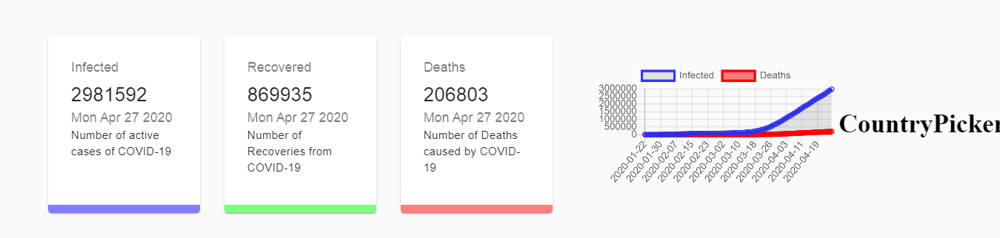 Infected
2981592
Mon Apr 27 2020
Number of active
cases of COVID-19
Recovered
869935
Mon Apr 27 2020
Number of
Recoveries from
COVID-19
Deaths
206803
Mon Apr 27 2020
Number of Deaths
caused by COVID-
19
Infected Deaths
3000000
2500000
2000000
1500000
1000000
500000
0
2020-01-22
2020-01-30
2020-02-07
2020-02-15
2020-02-23
2020-03-02
2020-03-10
2020-03-18
2020-03-26
2020-04-03
2020-04-11
2020-04-19
CountryPicker